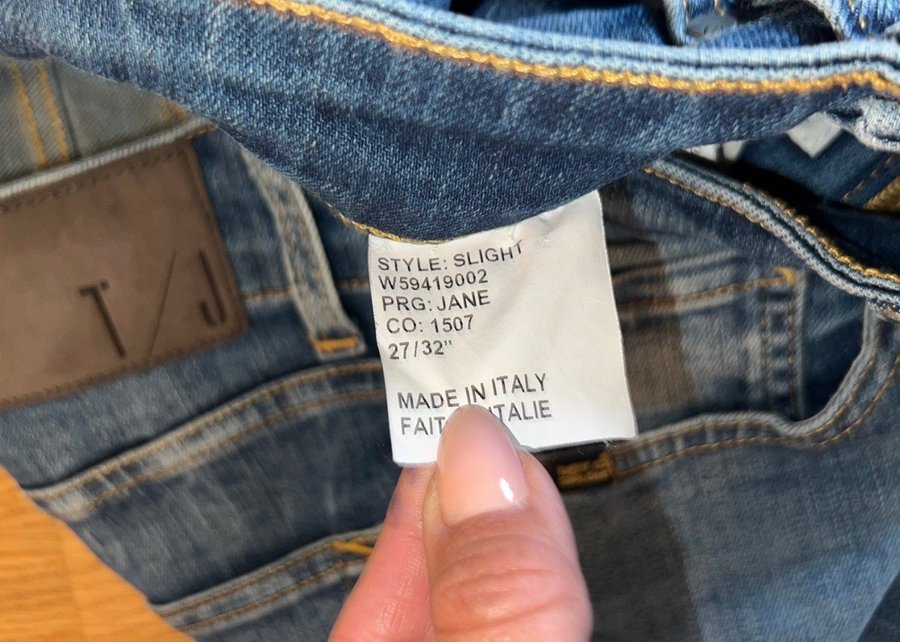 T/J
STYLE: SLIGHT
W59419002
PRG: JANE
CO: 1507
27/32"
MADE IN ITALY
FAIT ITALIE